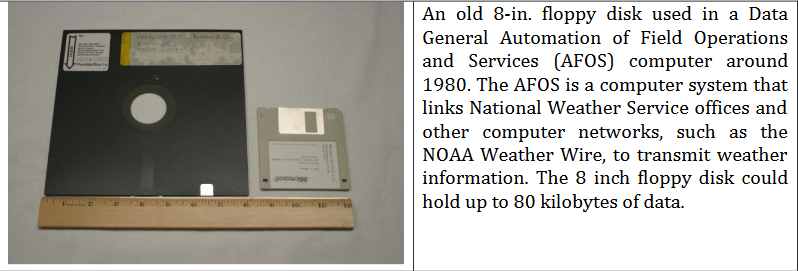 Flexible Disc
Microsoft
An old 8-in. floppy disk used in a Data
General Automation of Field Operations
and Services (AFOS) computer around
1980. The AFOS is a computer system that
links National Weather Service offices and
other computer networks, such as the
NOAA Weather Wire, to transmit weather
information. The 8 inch floppy disk could
hold up to 80 kilobytes of data.